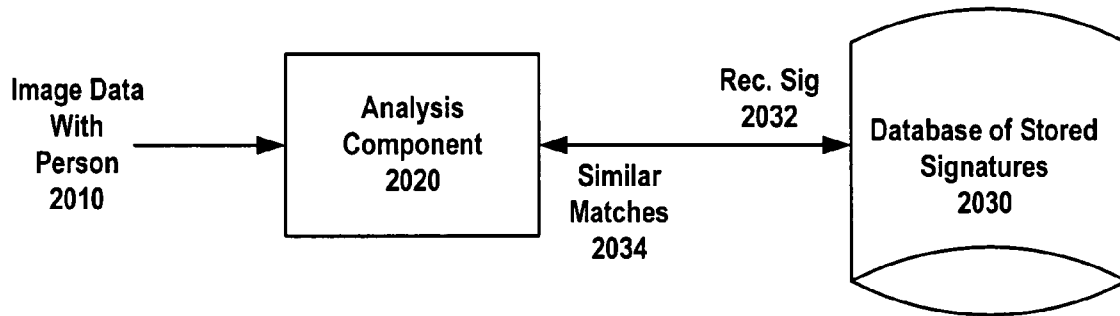 Image Data
With
Person
2010
Analysis
Component
2020
Rec. Sig
2032
Similar
Matches
2034
Database of Stored
Signatures
2030